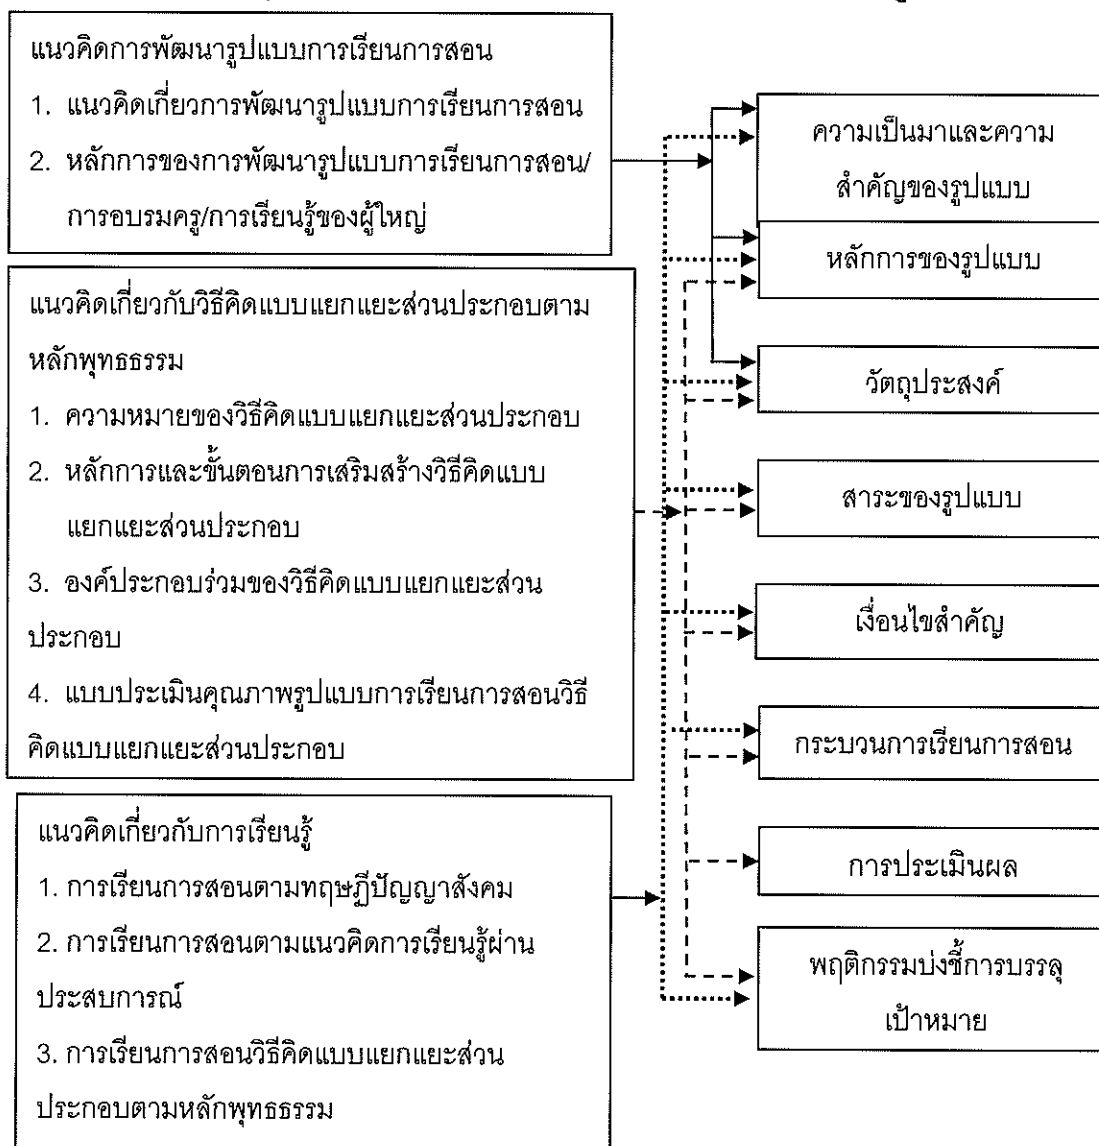 แนวคิดการพัฒนารูปแบบการเรียนการสอน
1. แนวคิดเกี่ยวการพัฒนารูปแบบการเรียนการสอน
2. หลักการของการพัฒนารูปแบบการเรียนการสอน/
การอบรมครู/การเรียนรู้ของผู้ใหญ่
แนวคิดเกี่ยวกับวิธีคิดแบบแยกแยะส่วนประกอบตาม
หลักพุทธธรรม
1. ความหมายของวิธีคิดแบบแยกแยะส่วนประกอบ
2. หลักการและขั้นตอนการเสริมสร้างวิธีคิดแบบ
แยกแยะส่วนประกอบ
3. องค์ประกอบร่วมของวิธีคิดแบบแยกแยะส่วน
ประกอบ
4. แบบประเมินคุณภาพรูปแบบการเรียนการสอนวิธี
คิดแบบแยกแยะส่วนประกอบ
แนวคิดเกี่ยวกับการเรียนรู้
1. การเรียนการสอนตามทฤษฎีปัญญาสังคม
2. การเรียนการสอนตามแนวคิดการเรียนรู้ผ่าน
ประสบการณ์
3. การเรียนการสอนวิธีคิดแบบแยกแยะส่วน
ประกอบตามหลักพุทธธรรม
ความเป็นมาและความ
สำคัญของรูปแบบ
หลักการของรูปแบบ
วัตถุประสงค์
สาระของรูปแบบ
เงื่อนไขสำคัญ
กระบวนการเรียนการสอน
การประเมินผล
พฤติกรรมบ่งชี้การบรรลุ
เป้าหมาย